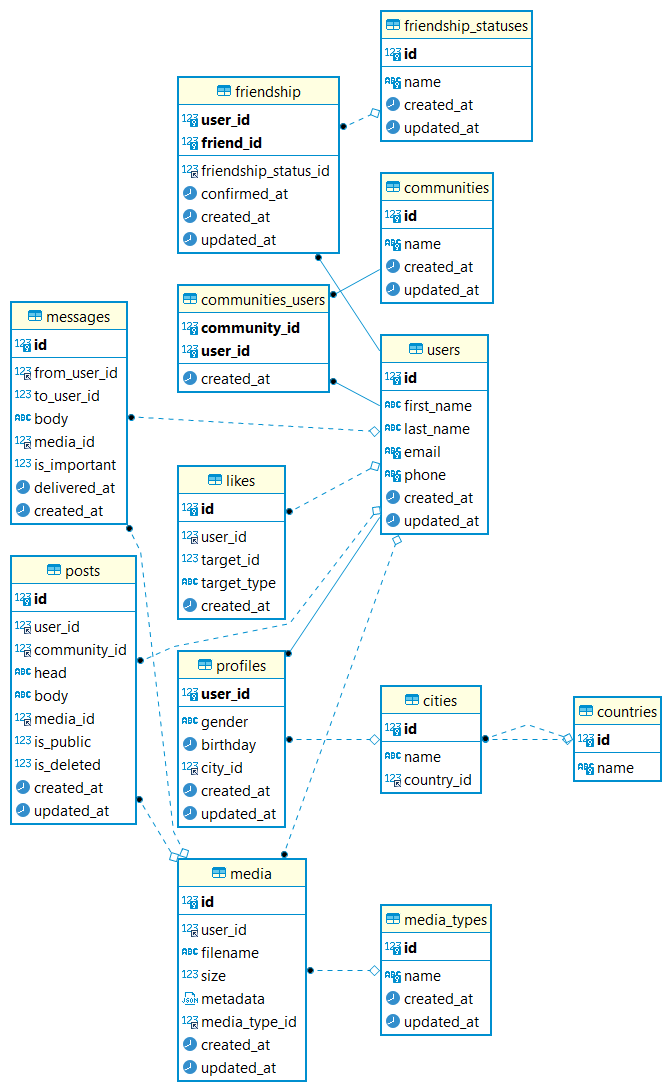 friendship_statuses
id
name
created_at
updated_at
friendship
user_id
friend_id
friendship_status_id
confirmed_at
created_at
updated_at
communities
id
name
created_at
updated_at
communities_users
community_id
user_id
created_at
messages
id
from_user_id
to_user_id
body
media_id
is_important
delivered_at
created_at
users
id
first_name
last_name
email
phone
created_at
updated_at
likes
id
user_id
target_id
target_type
created_at
posts
id
user_id
community_id
head
body
media_id
is_public
is_deleted
created_at
updated_at
profiles
user_id
gender
birthday
city_id
created_at
updated_at
cities
id
name
country_id
countries
id
name
media
id
user_id
filename
size
metadata
media_type_id
created_at
updated_at
media_types
id
name
created_at
updated_at